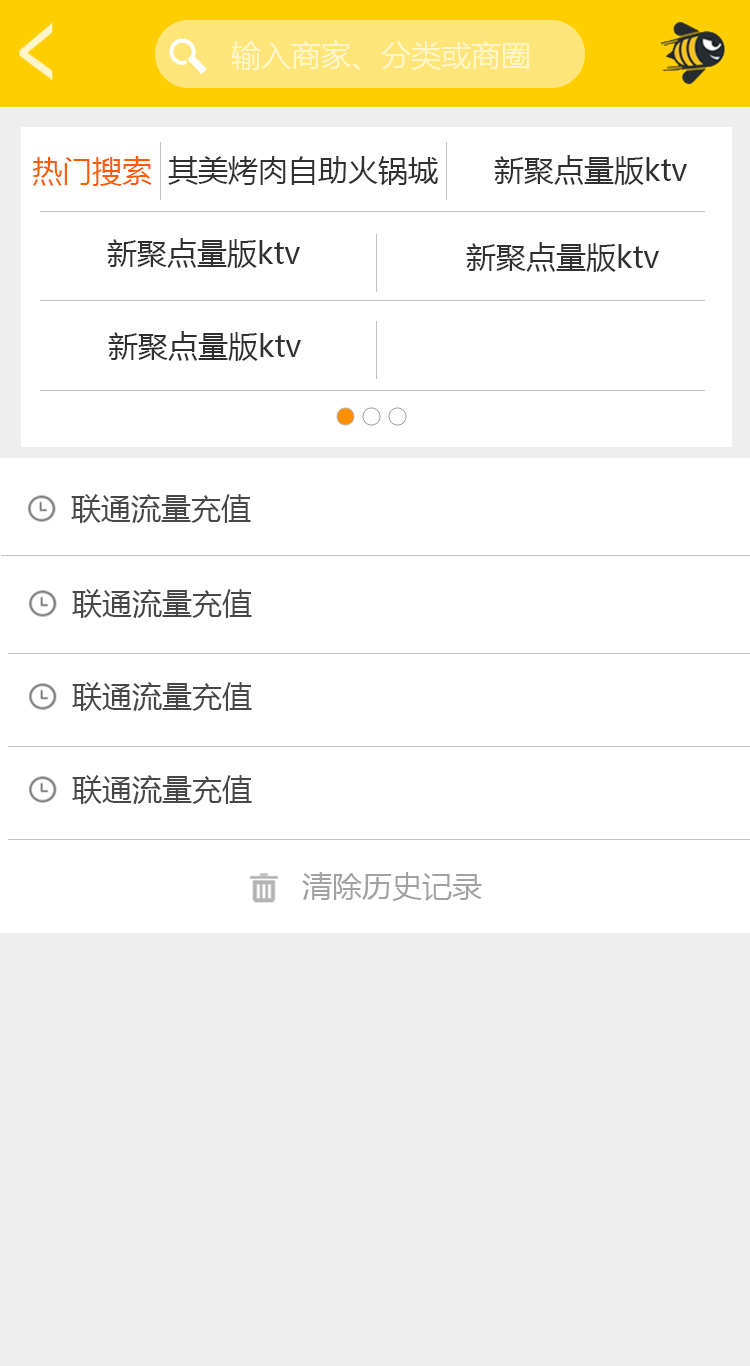 输入商家、分类或商圈
热门搜索 其美烤肉自助火锅城 新聚点量版ktv
新聚点量版ktv 新聚点量版ktv
新聚点量版ktv
联通流量充值
联通流量充值
联通流量充值
联通流量充值
清除历史记录